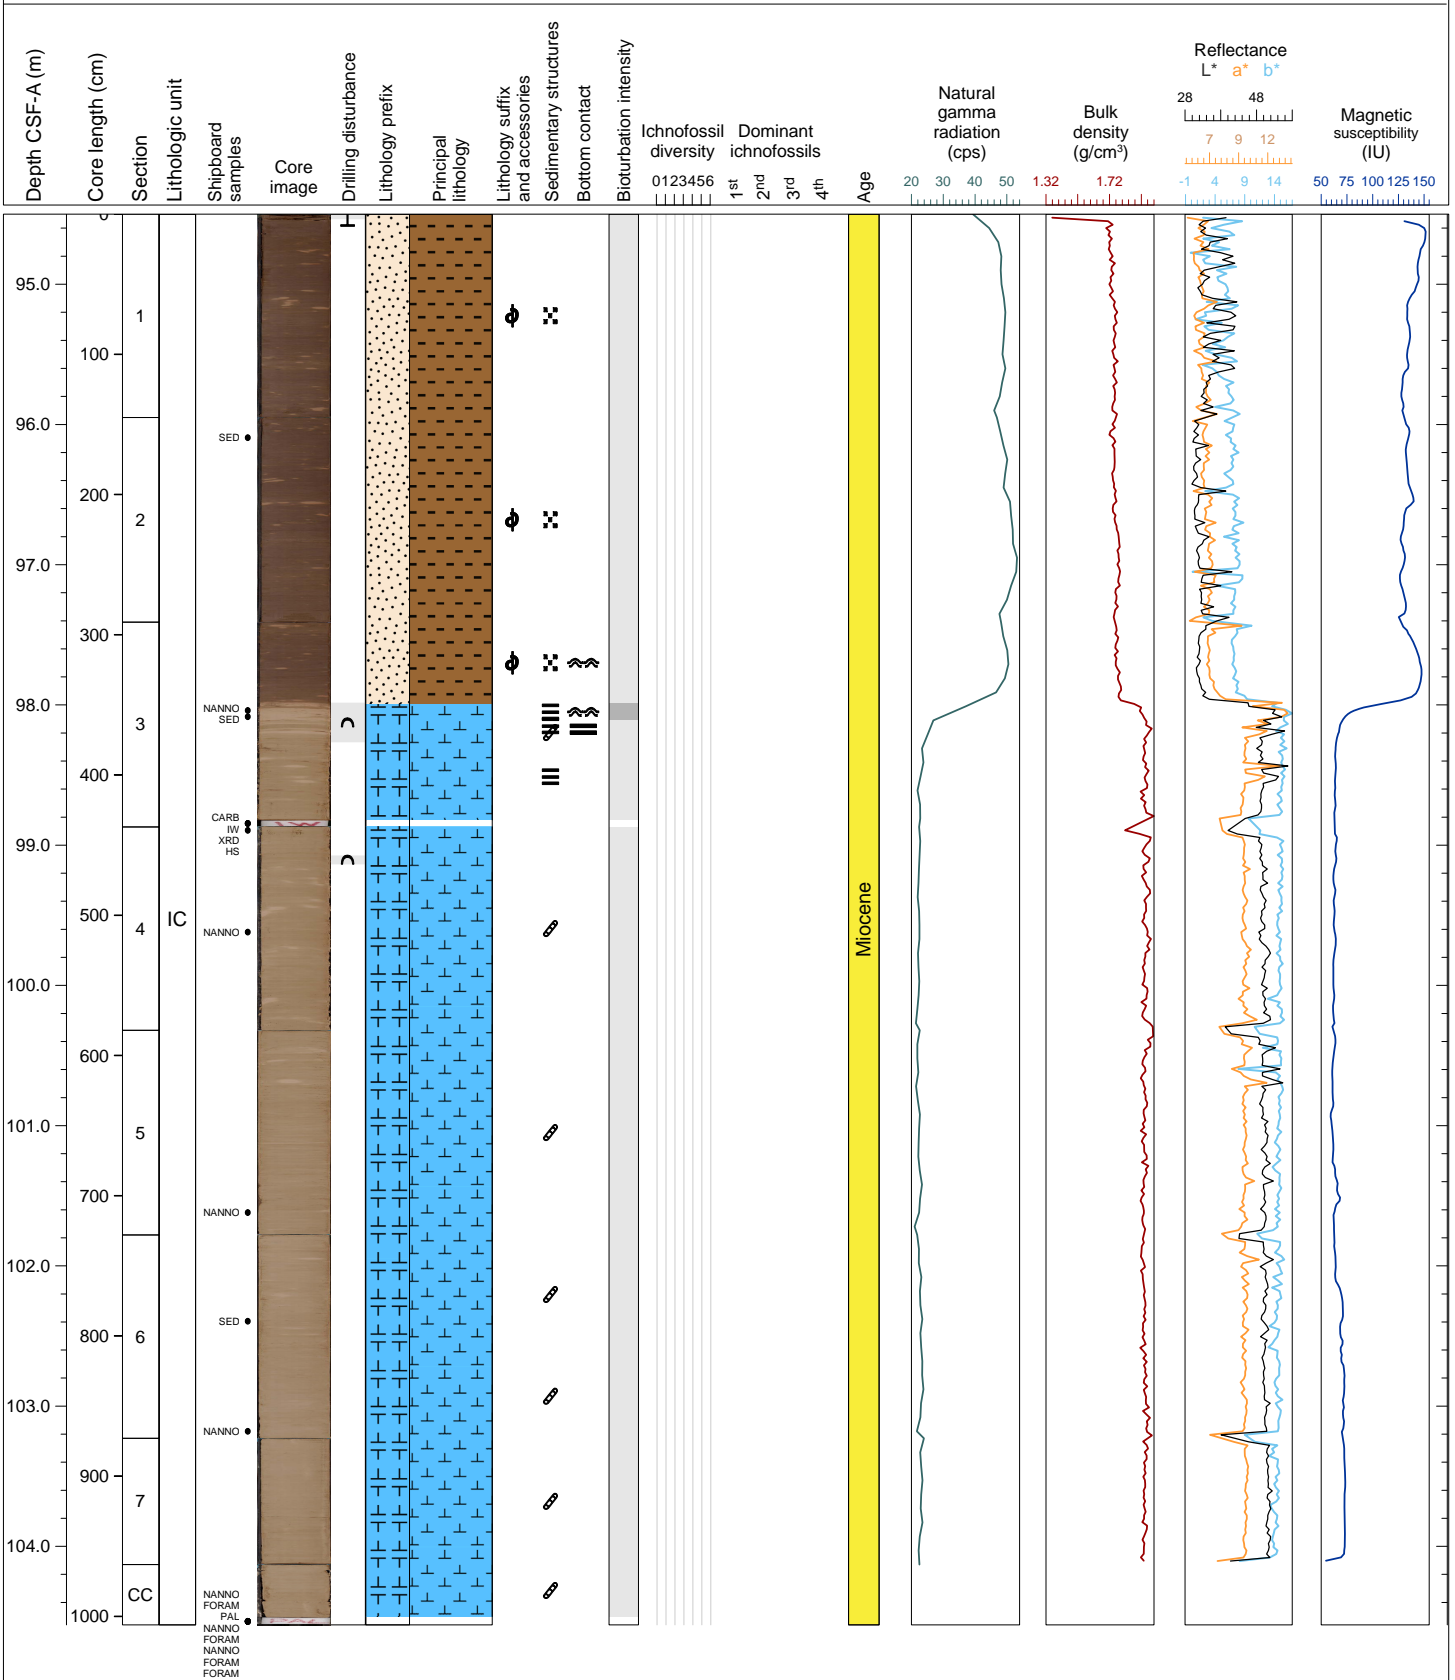 Depth CSF-A (m)
Core length (cm)
Section
Lithologic unit
Shipboard
samples
Core
image
Drilling disturbance
Lithology prefix
Principal
lithology
Lithology suffix
and accessories
Sedimentary structures
Bottom contact
Bioturbation intensity
Ichnofossil
diversity
0123456
Dominant
ichnofossils
1st
2nd
3rd
4th
Age
Natural
gamma
radiation
(cps)
20 30 40 50
Bulk
density
(g/cm³)
1.32 1.72
Reflectance
L* a* b*
28 48
7 9 12
-1 4 9 14
Magnetic
susceptibility
(IU)
50 75 100 125 150
0
95.0
1
100
96.0
SED
200
2
97.0
300
98.0
NANNO
SED
3
400
CARB
IW
IW
99.0
XRD
HS
500
IC
4
NANNO
Miocene
100.0
600
101.0
5
700
NANNO
102.0
SED
800
6
103.0
NANNO
900
7
104.0
CC
NANNO
FORAM
1000
PAL
PAL
NANNO
FORAM
NANNO
FORAM
FORAM